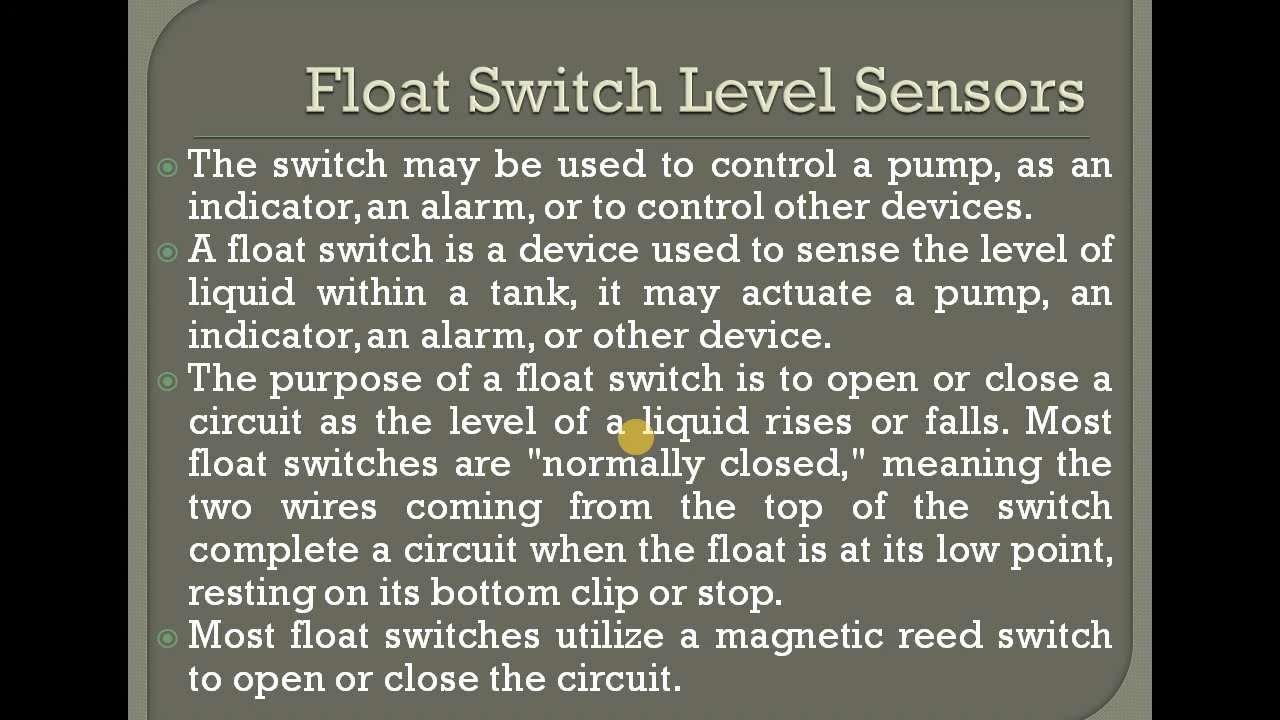 Float Switch Level Sensors
The switch may be used to control a pump, as an
indicator, an alarm, or to control other devices.
A float switch is a device used to sense the level of
liquid within a tank, it may actuate a pump, an
indicator, an alarm, or other device.
The purpose of a float switch is to open or close a
circuit as the level of a liquid rises or falls. Most
float switches are "normally closed," meaning the
two wires coming from the top of the switch
complete a circuit when the float is at its low point,
resting on its bottom clip or stop.
Most float switches utilize a magnetic reed switch
to open or close the circuit.